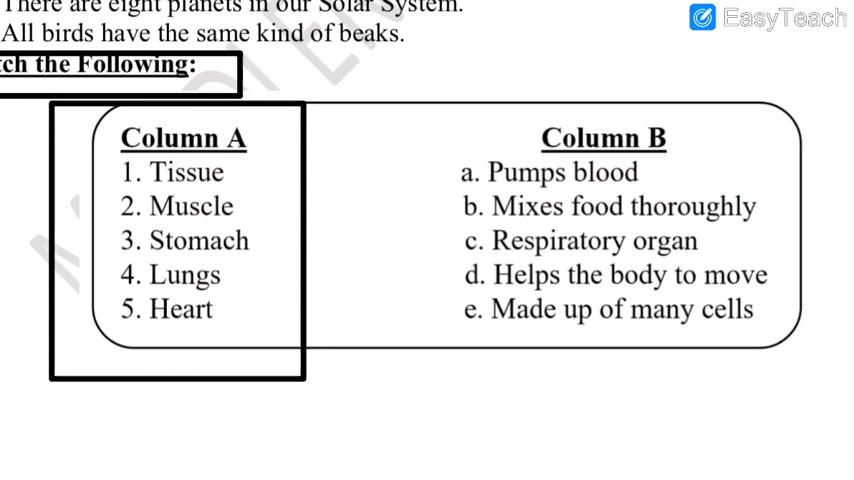 There are eight planets in our Solar System.
EasyTeach
All birds have the same kind of beaks.
tch the Following:
Column A
Column B
1. Tissue
a. Pumps blood
2. Muscle
b. Mixes food thoroughly
3. Stomach
c. Respiratory organ
4. Lungs
d. Helps the body to move
5. Heart
e. Made up of many cells